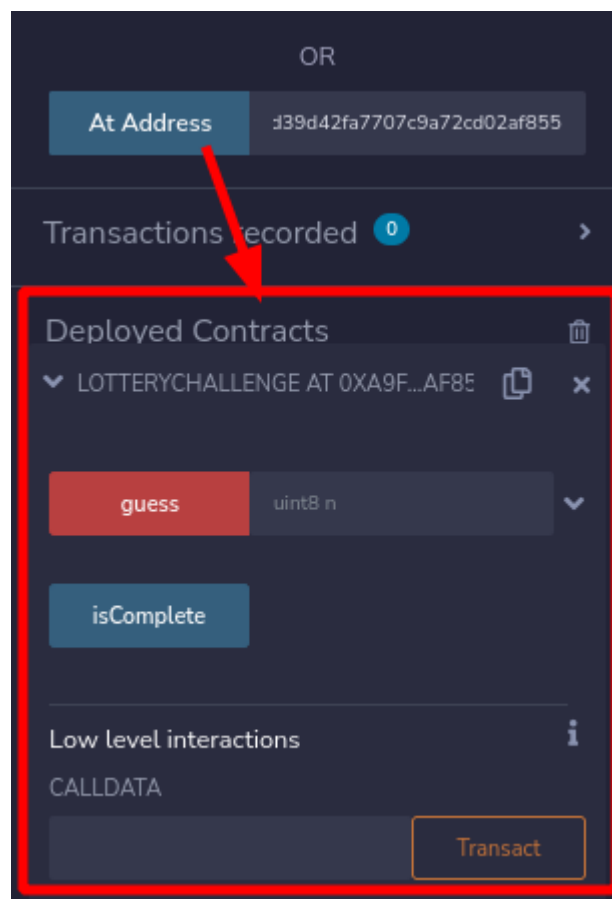 OR
At Address d39d42fa7707c9a72cd02af855
Transactions recorded 0
Deployed Contracts
LOTTERYCHALLENGE AT 0XA9F...AF85
guess uint8 n
isComplete
Low level interactions i
CALLDATA
Transact